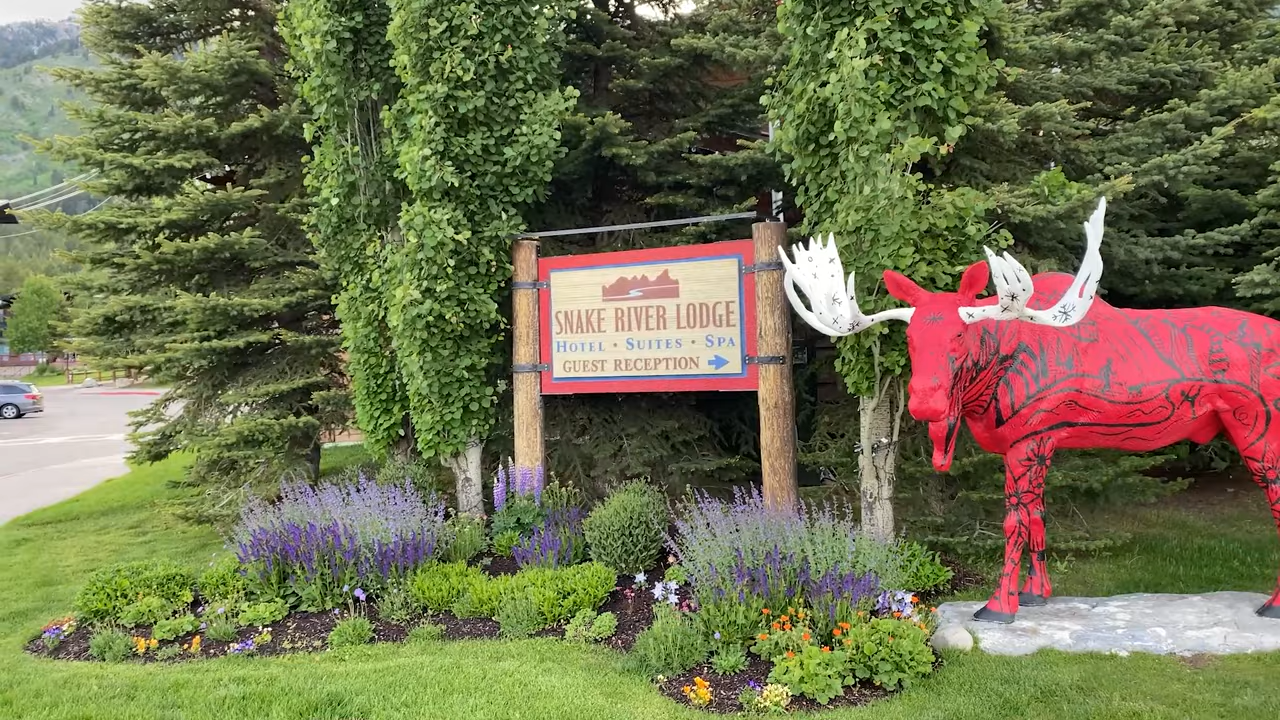 SNAKE RIVER LODGE
HOTEL • SUITES • SPA
GUEST RECEPTION